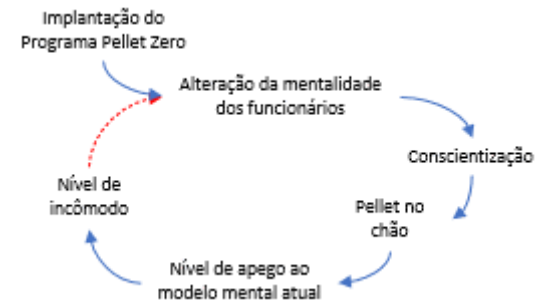 Implantação do
Programa Pellet Zero
Alteração da mentalidade
dos funcionários
Conscientização
Pellet no
chão
Nível de apego ao
modelo mental atual
Nível de
incômodo